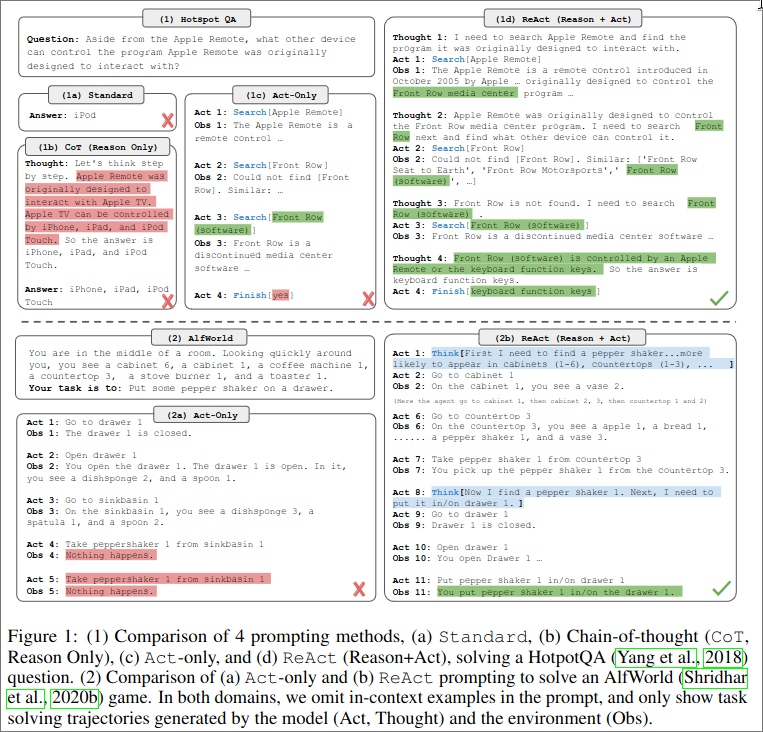 (1) Hotspot QA
Question: Aside from the Apple Remote, what other device
can control the program Apple Remote was originally
designed to interact with?
(1a) Standard
Answer: iPod
(1b) CoT (Reason Only)
Thought: Let's think step
by step. Apple Remote was
originally designed to
interact with Apple TV.
Apple TV can be controlled
by iPhone, iPad, and iPod
Touch. So the answer is
iPhone, iPad, and iPod
Touch.
Answer: iPhone, iPad, iPod
Touch
(1c) Act-Only
Act 1: Search[Apple Remote]
Obs 1: The Apple Remote is a
remote control …
Act 2: Search[Front Row]
Obs 2: Could not find [Front
Row]. Similar: …
Act 3: Search[Front Row
(software)]
Obs 3: Front Row is a
discontinued media center
software …
Act 4: Finish[yes]
(1d) ReAct (Reason + Act)
Thought 1: I need to search Apple Remote and find the
program it was originally designed to interact with.
Act 1: Search[Apple Remote]
Obs 1: The Apple Remote is a remote control introduced in
October 2005 by Apple … originally designed to control the
Front Row media center program …
Thought 2: Apple Remote was originally designed to control
the Front Row media center program. I need to search Front
Row next and find what other device can control it.
Act 2: Search[Front Row]
Obs 2: Could not find [Front Row]. Similar: ['Front Row
Seat to Earth', 'Front Row Motorsports',' Front Row
(software)', …]
Thought 3: Front Row is not found. I need to search Front
Row (software) .
Act 3: Search[Front Row (software)]
Obs 3: Front Row is a discontinued media center software …
Thought 4: Front Row (software) is controlled by an Apple
Remote or the keyboard function keys. So the answer is
keyboard function keys.
Act 4: Finish[keyboard function keys]
(2) AlfWorld
You are in the middle of a room. Looking quickly around
you, you see a cabinet 6, a cabinet 1, a coffee machine 1,
a countertop 3, a stove burner 1, and a toaster 1.
Your task is to: Put some pepper shaker on a drawer.
(2a) Act-Only
Act 1: Go to drawer 1
Obs 1: The drawer 1 is closed.
Act 2: Open drawer 1
Obs 2: You open the drawer 1. The drawer 1 is open. In it,
you see a dishsponge 2, and a spoon 1.
Act 3: Go to sinkbasin 1
Obs 3: On the sinkbasin 1, you see a dishsponge 3, a
spatula 1, and a spoon 2.
Act 4: Take peppershaker 1 from sinkbasin 1
Obs 4: Nothing happens.
Act 5: Take peppershaker 1 from sinkbasin 1
Obs 5: Nothing happens.
(2b) ReAct (Reason + Act)
Act 1: Think[First I need to find a pepper shaker...more
likely to appear in cabinets (1-6), countertops (1-3), ... ]
Act 2: Go to cabinet 1
Obs 2: On the cabinet 1, you see a vase 2.
(Here the agent go to cabinet 1, then cabinet 2, 3, then countertop 1 and 2)
Act 6: Go to countertop 3
Obs 6: On the countertop 3, you see a apple 1, a bread 1,
...... a pepper shaker 1, and a vase 3.
Act 7: Take pepper shaker 1 from countertop 3
Obs 7: You pick up the pepper shaker 1 from the countertop 3.
Act 8: Think[Now I find a pepper shaker 1. Next, I need to
put it in/on drawer 1. ]
Act 9: Go to drawer 1
Obs 9: Drawer 1 is closed.
Act 10: Open drawer 1
Obs 10: You open Drawer 1 …
Act 11: Put pepper shaker 1 in/on drawer 1
Obs 11: You put pepper shaker 1 in/on the drawer 1.
Figure 1: (1) Comparison of 4 prompting methods, (a) Standard, (b) Chain-of-thought (CoT,
Reason Only), (c) Act-only, and (d) ReAct (Reason+Act), solving a HotpotQA (Yang et al., 2018)
question. (2) Comparison of (a) Act-only and (b) ReAct prompting to solve an AlfWorld (Shridhar
et al., 2020b) game. In both domains, we omit in-context examples in the prompt, and only show task
solving trajectories generated by the model (Act, Thought) and the environment (Obs).